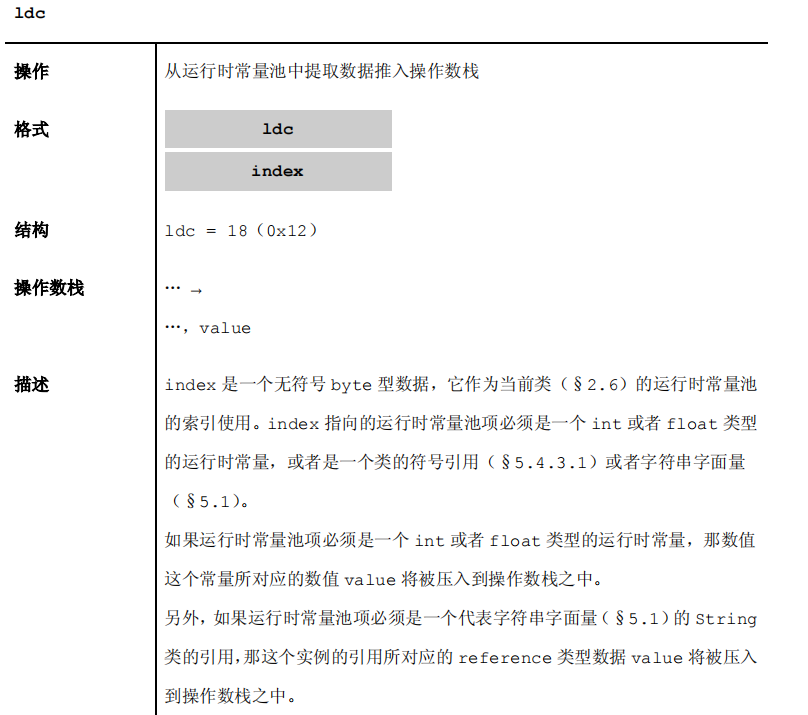 ldc
操作 从运行时常量池中提取数据推入操作数栈
格式 ldc
index
结构 ldc = 18（0x12）
操作数栈 … →
…，value
描述 index 是一个无符号 byte 型数据，它作为当前类（§2.6）的运行时常量池
的索引使用。index 指向的运行时常量池项必须是一个 int 或者 float 类型
的运行时常量，或者是一个类的符号引用（§5.4.3.1）或者字符串字面量
（§5.1）。
如果运行时常量池项必须是一个 int 或者 float 类型的运行时常量，那数值
这个常量所对应的数值 value 将被压入到操作数栈之中。
另外，如果运行时常量池项必须是一个代表字符串字面量（§5.1）的 String
类的引用，那这个实例的引用所对应的 reference 类型数据 value 将被压入
到操作数栈之中。